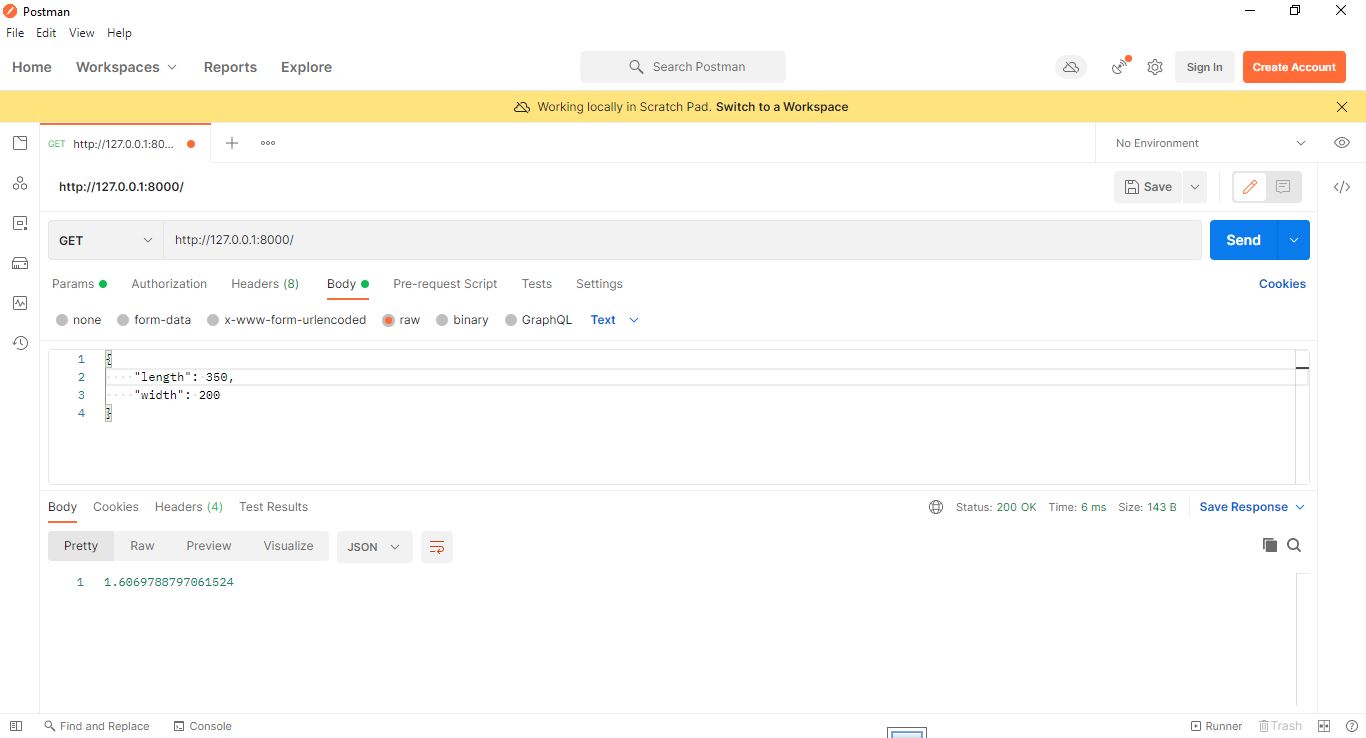 Postman
File Edit View Help
Home Workspaces Reports Explore Search Postman Sign In Create Account
Working locally in Scratch Pad. Switch to a Workspace
GET http://127.0.0.1:80... No Environment
http://127.0.0.1:8000/ Save
GET http://127.0.0.1:8000/ Send
Params Authorization Headers (8) Body Pre-request Script Tests Settings Cookies
none form-data x-www-form-urlencoded raw binary GraphQL Text
1 {
2 "length": 350,
3 "width": 200
4 }
Body Cookies Headers (4) Test Results Status: 200 OK Time: 6 ms Size: 143 B Save Response
Pretty Raw Preview Visualize JSON
1 1.6069788797061524
Find and Replace Console Runner Trash